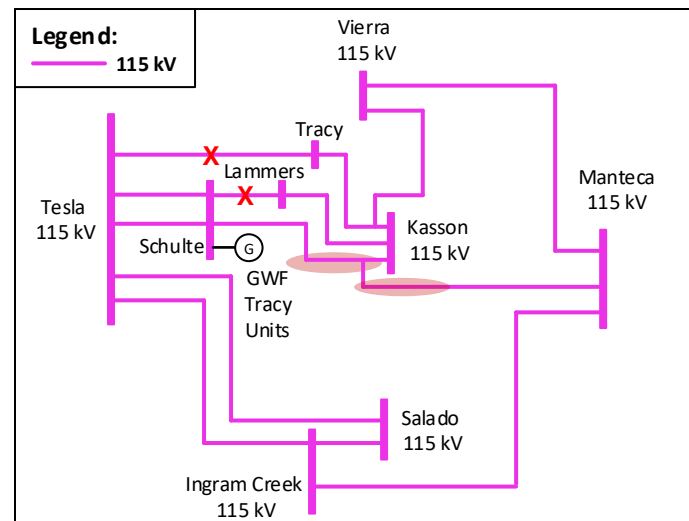 Legend:
115 kV
Vierra
115 kV
Tracy
X
Lammers
X
Manteca
115 kV
Tesla
115 kV
Kasson
115 kV
Schulte
G
GWF
Tracy
Units
Salado
115 kV
Ingram Creek
115 kV